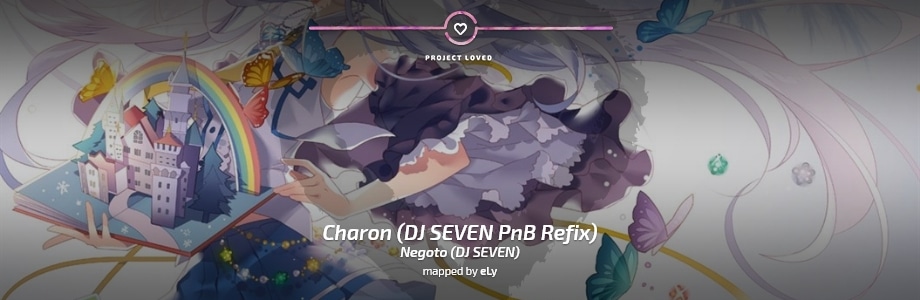 PROJECT LOVED
Charon (DJ SEVEN PnB Refix)
Negoto (DJ SEVEN)
mapped by eLy